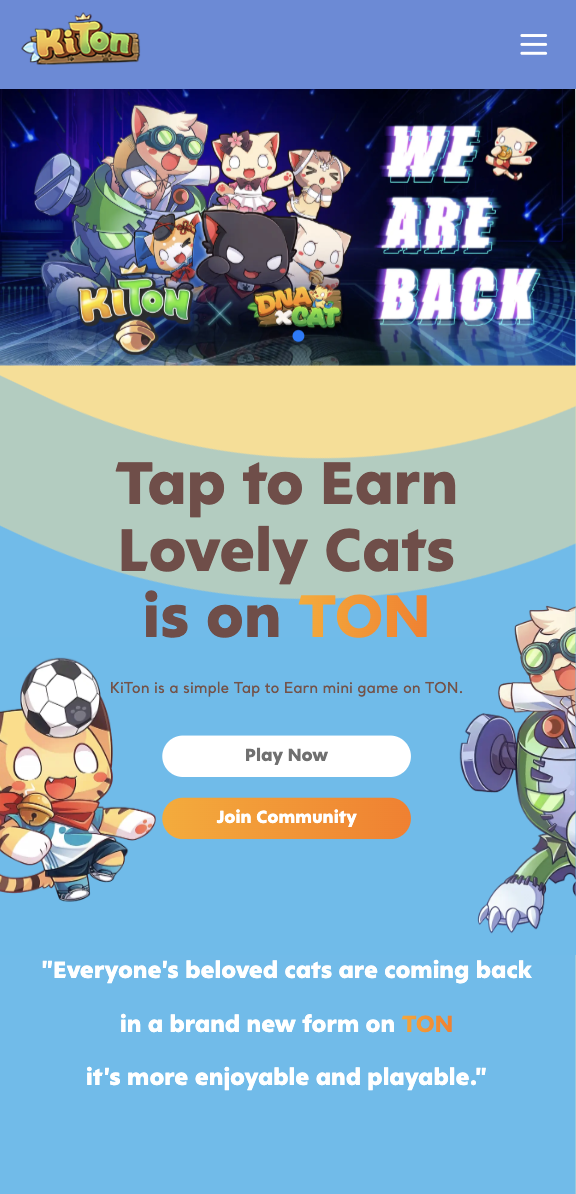 KiTon
WE
ARE
BACK
KiTon × DNAxCAT
Tap to Earn
Lovely Cats
is on TON
KiTon is a simple Tap to Earn mini game on TON.
Play Now
Join Community
"Everyone's beloved cats are coming back
in a brand new form on TON
it's more enjoyable and playable."